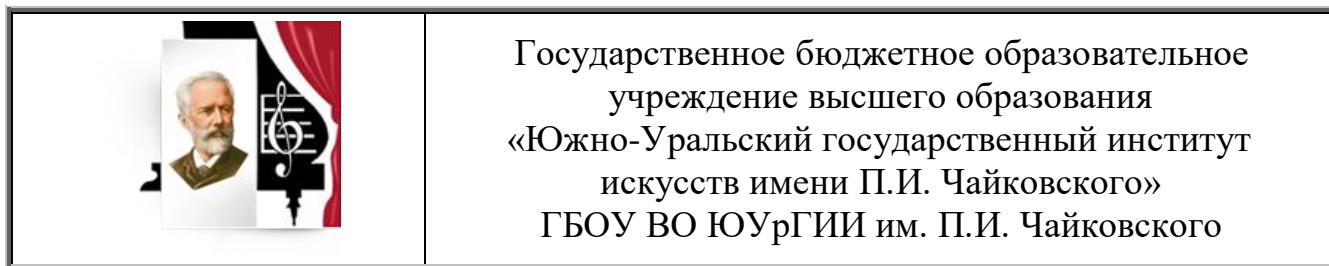 Государственное бюджетное образовательное
учреждение высшего образования
«Южно-Уральский государственный институт
искусств имени П.И. Чайковского»
ГБОУ ВО ЮУрГИИ им. П.И. Чайковского